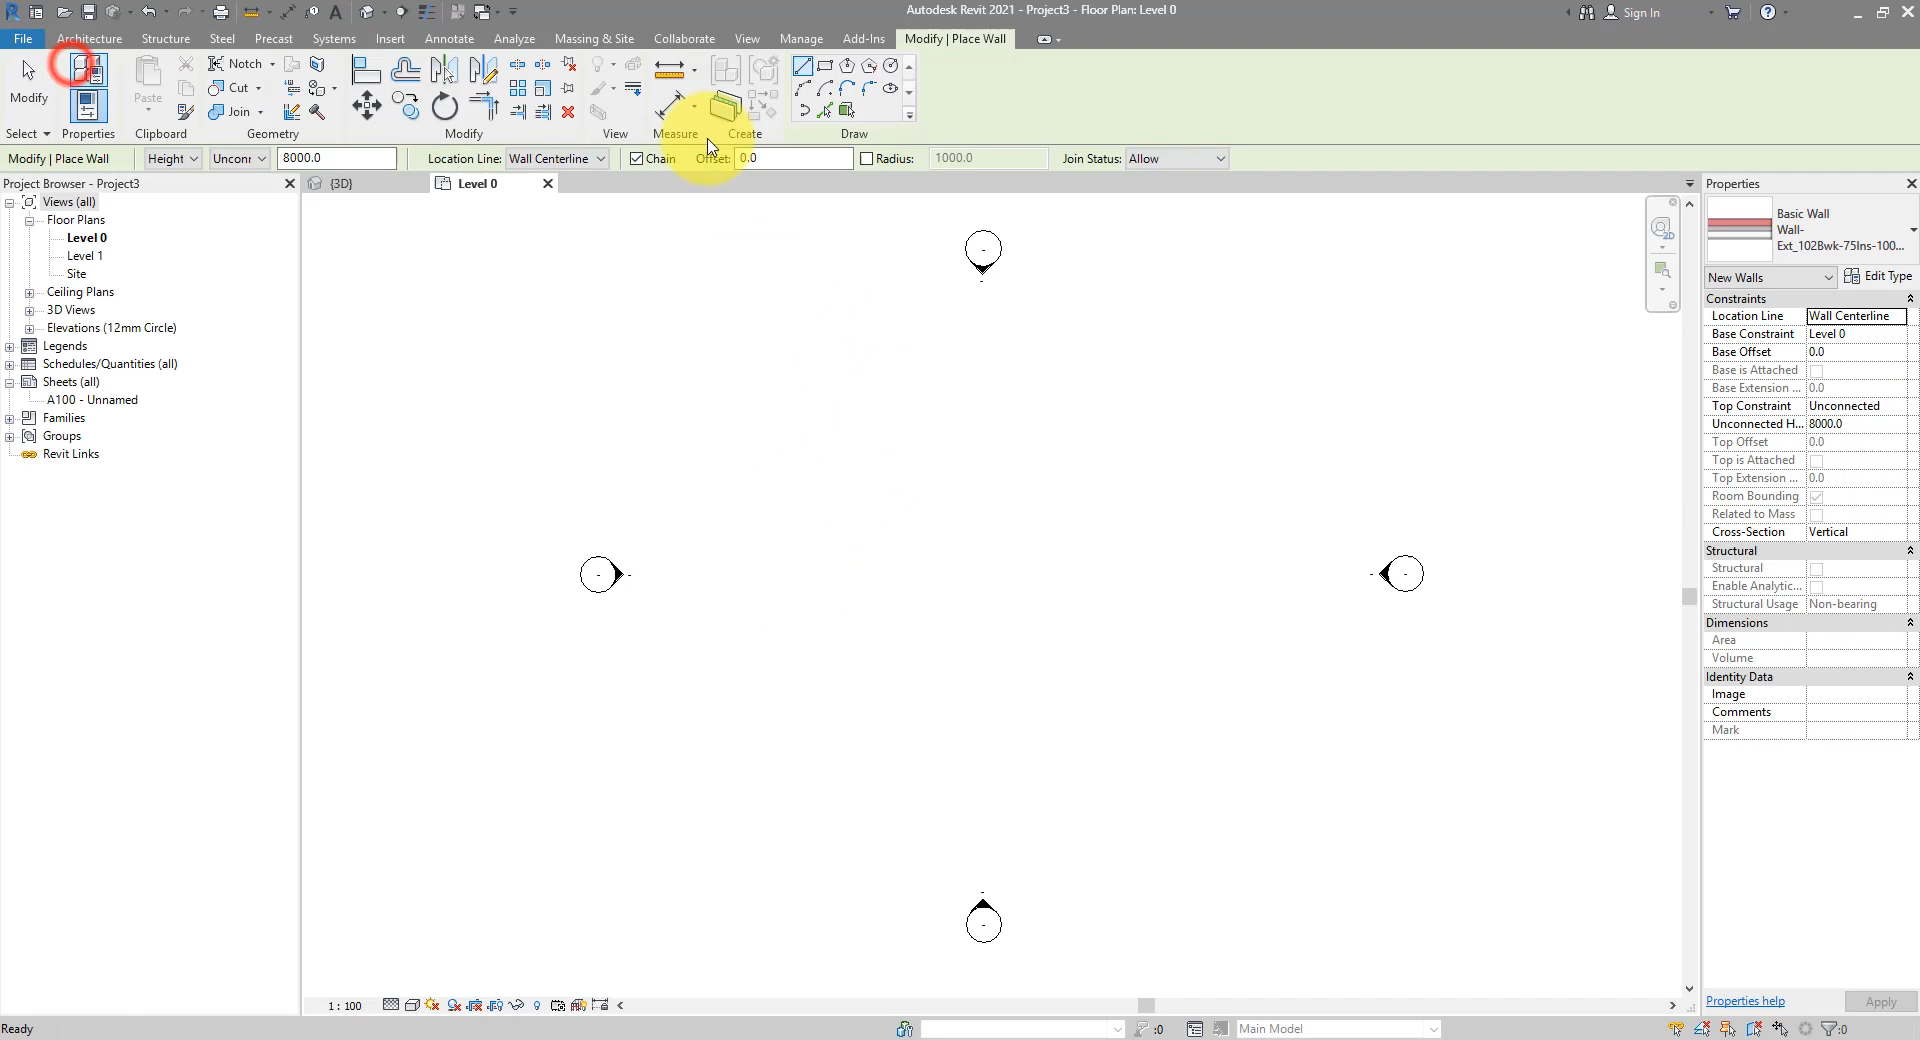 Autodesk Revit 2021 - Project3 - Floor Plan: Level 0
Sign In
File Architecture Structure Steel Precast Systems Insert Annotate Analyze Massing & Site Collaborate View Manage Add-Ins Modify | Place Wall
Modify
Paste
Notch
Cut
Join
Select Properties Clipboard Geometry Modify View Measure Create Draw
Modify | Place Wall Height Unconr 8000.0 Location Line: Wall Centerline Chain Offset: 0.0 Radius: 1000.0 Join Status: Allow
Project Browser - Project3
{3D}
Level 0
Views (all)
Floor Plans
Level 0
Level 1
Site
Ceiling Plans
3D Views
Elevations (12mm Circle)
Legends
Schedules/Quantities (all)
Sheets (all)
A100 - Unnamed
Families
Groups
Revit Links
2D
Properties
Basic Wall
Wall-
Ext_102Bwk-75Ins-100...
New Walls Edit Type
Constraints
Location Line Wall Centerline
Base Constraint Level 0
Base Offset 0.0
Base is Attached
Base Extension ... 0.0
Top Constraint Unconnected
Unconnected H... 8000.0
Top Offset 0.0
Top is Attached
Top Extension ... 0.0
Room Bounding
Related to Mass
Cross-Section Vertical
Structural
Structural
Enable Analytic...
Structural Usage Non-bearing
Dimensions
Area
Volume
Identity Data
Image
Comments
Mark
Properties help Apply
1 : 100
Ready
:0
Main Model
:0